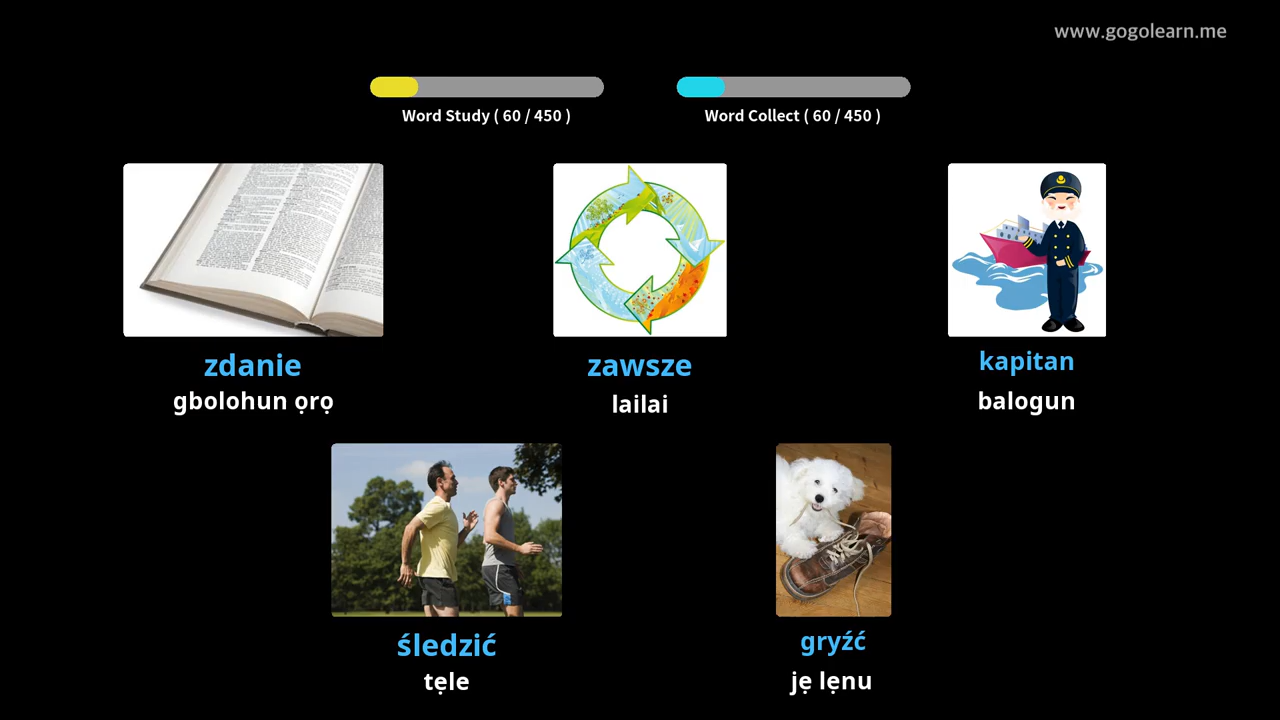 www.gogolearn.me
Word Study ( 60 / 450 )
Word Collect ( 60 / 450 )
zdanie
gbolohun ọrọ
zawsze
lailai
kapitan
balogun
śledzić
tẹle
gryźć
jẹ lẹnu